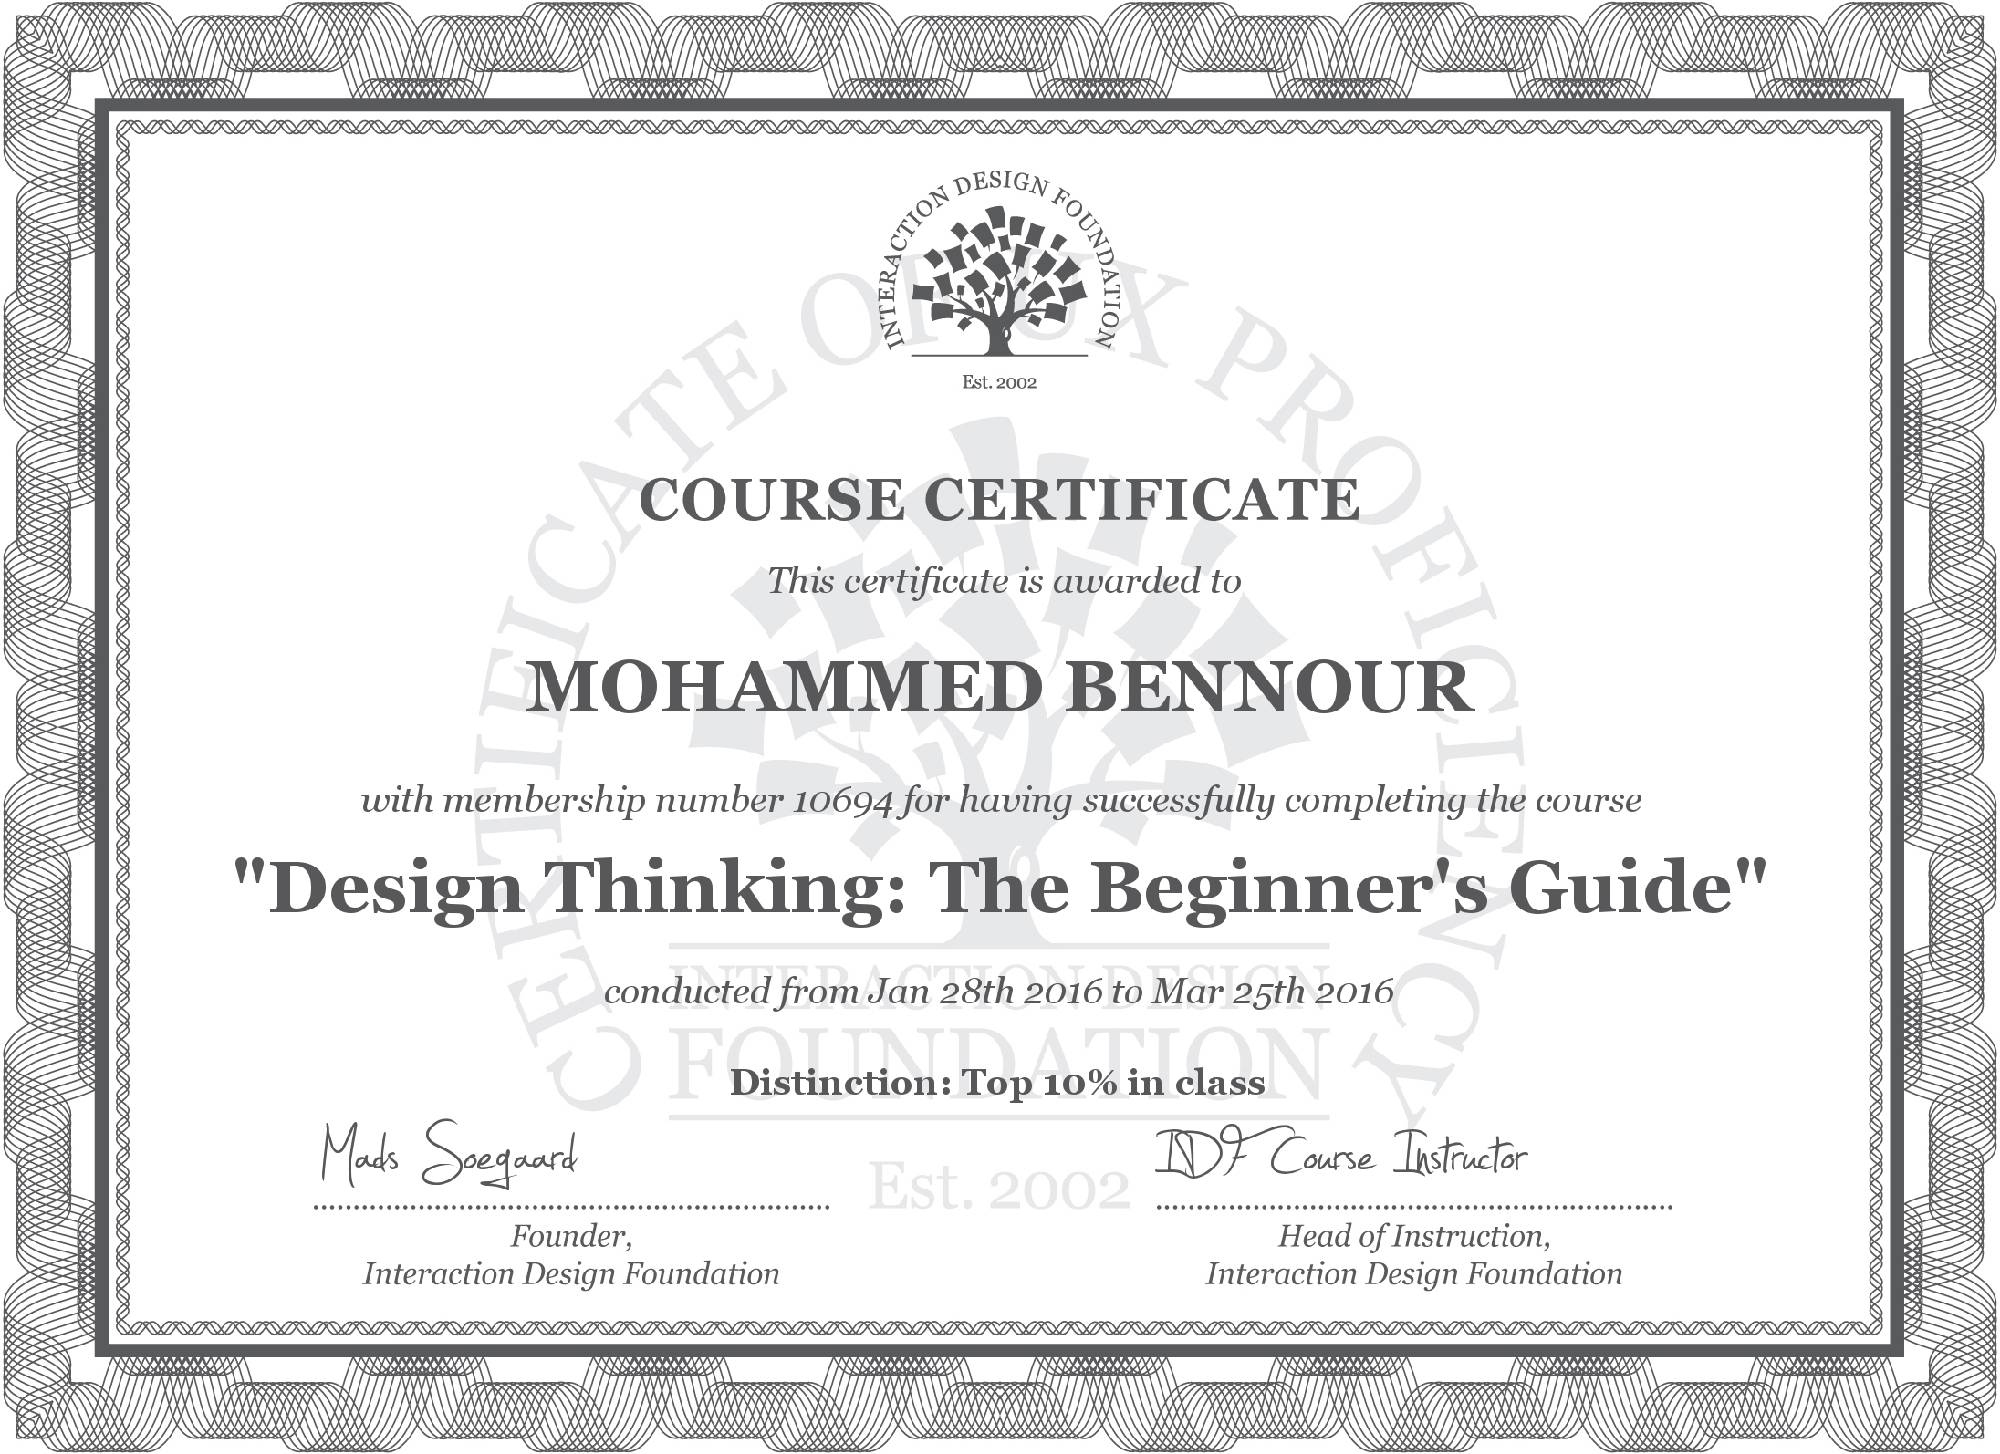 INTERACTION DESIGN FOUNDATION
Est. 2002
CERTIFICATE OF UX PROFICIENCY
COURSE CERTIFICATE
This certificate is awarded to
MOHAMMED BENNOUR
with membership number 10694 for having successfully completing the course
"Design Thinking: The Beginner's Guide"
INTERACTION DESIGN
conducted from Jan 28th 2016 to Mar 25th 2016
FOUNDATION
Distinction: Top 10% in class
Mads Soegaard
IDF Course Instructor
Est. 2002
Founder,
Interaction Design Foundation
Head of Instruction,
Interaction Design Foundation